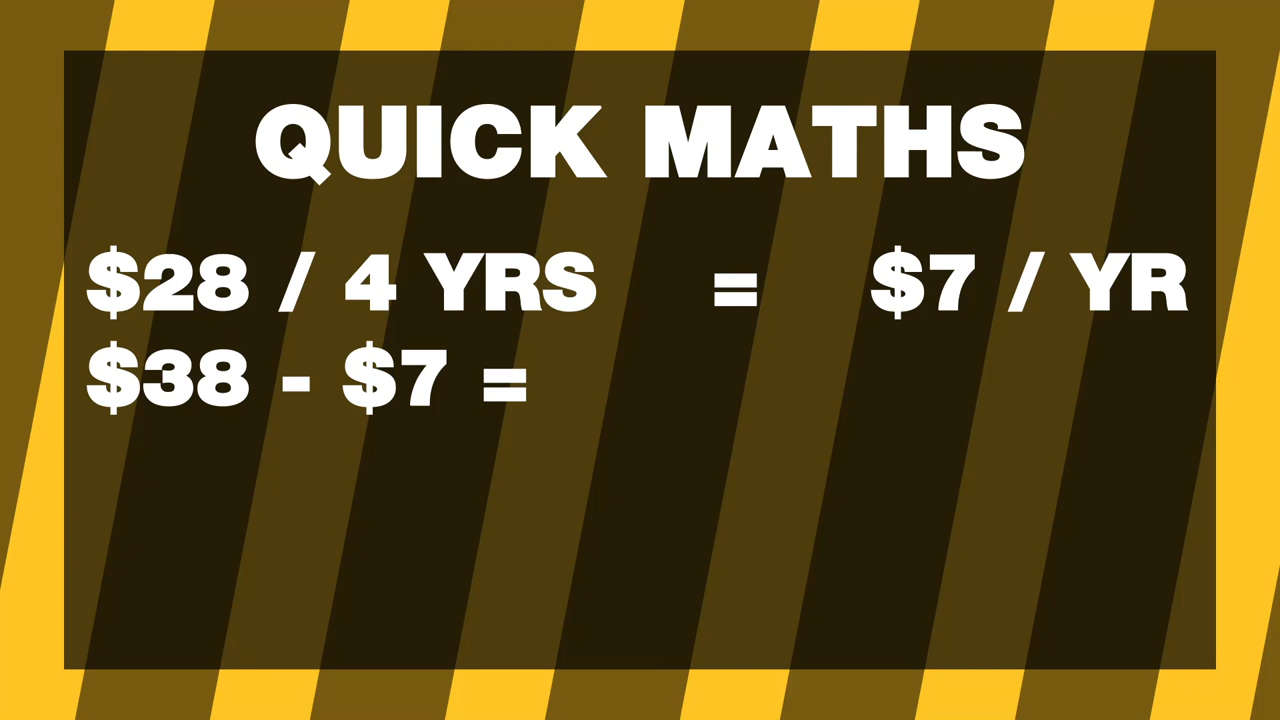 QUICK MATHS
$28 / 4 YRS = $7 / YR
$38 - $7 =